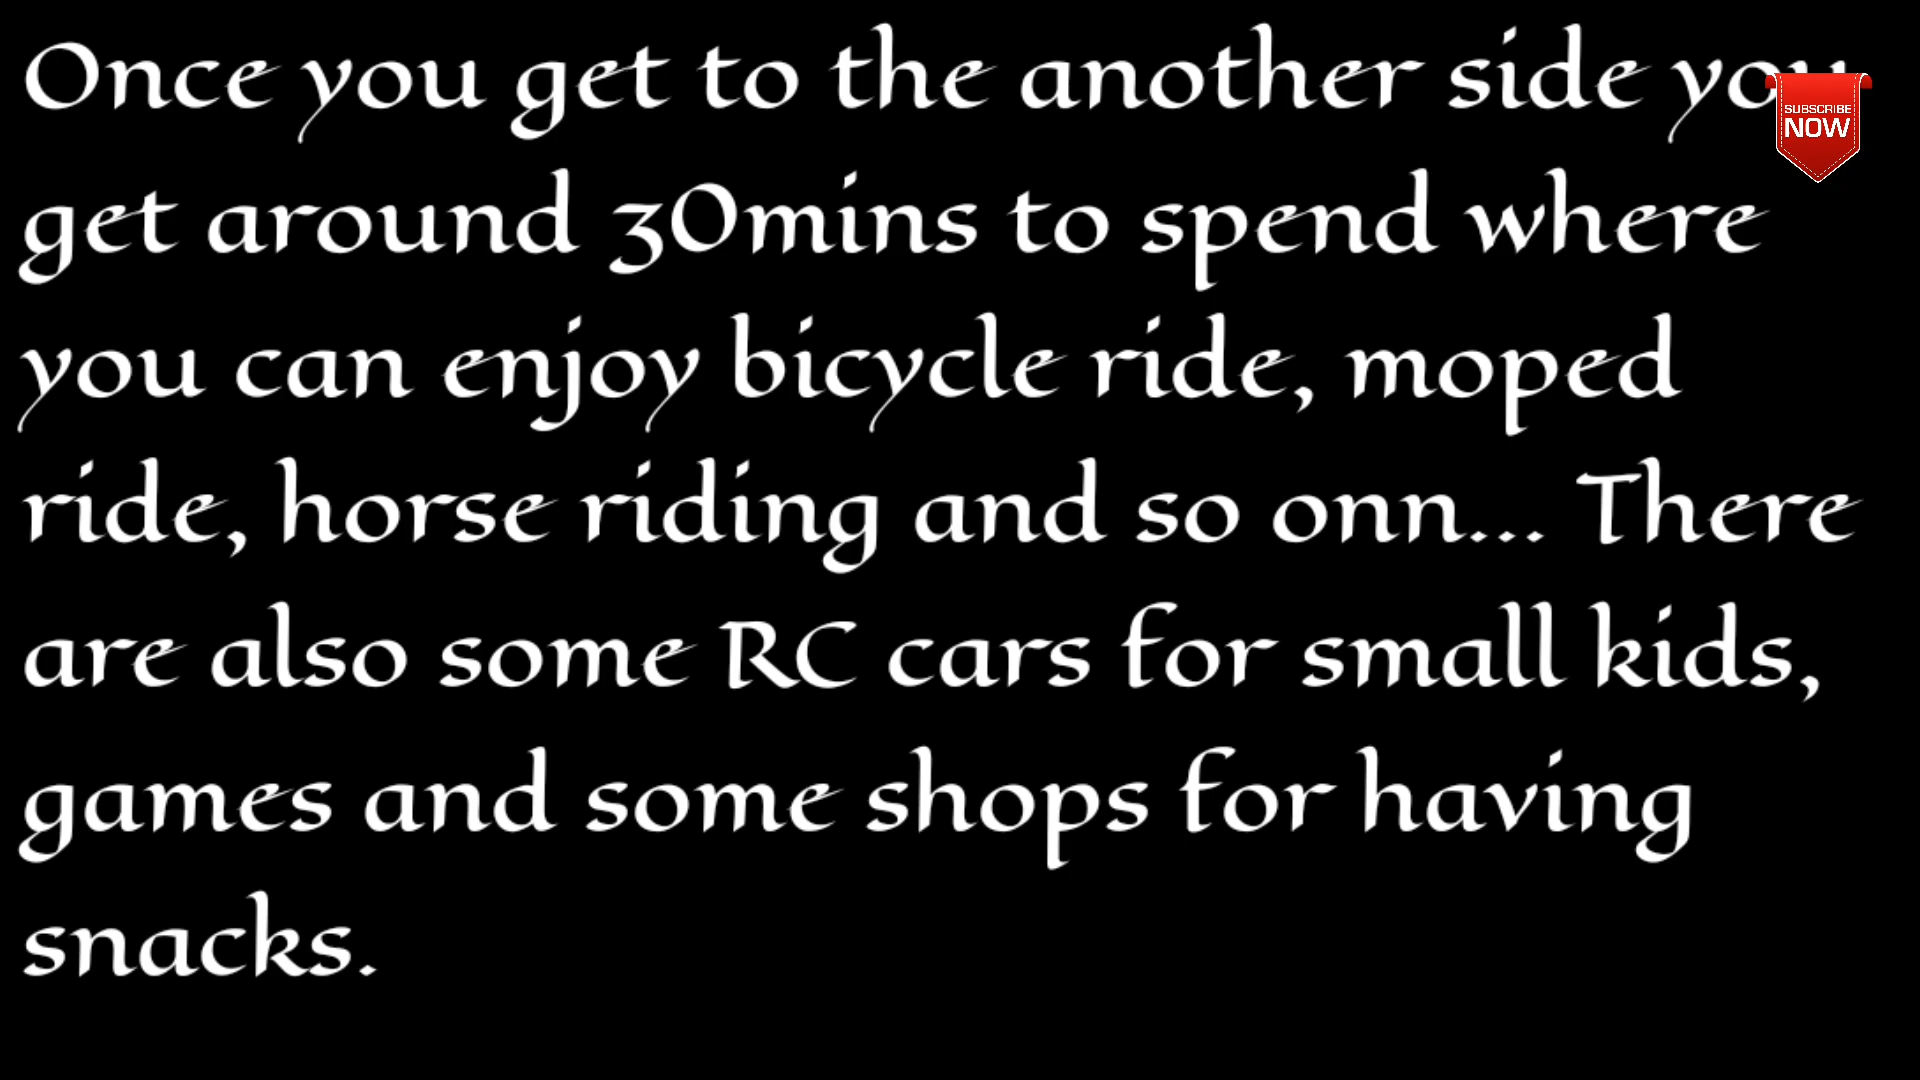 Once you get to the another side you
get around 30mins to spend where
you can enjoy bicycle ride, moped
ride, horse riding and so onn... There
are also some RC cars for small kids,
games and some shops for having
snacks.
SUBSCRIBE
NOW